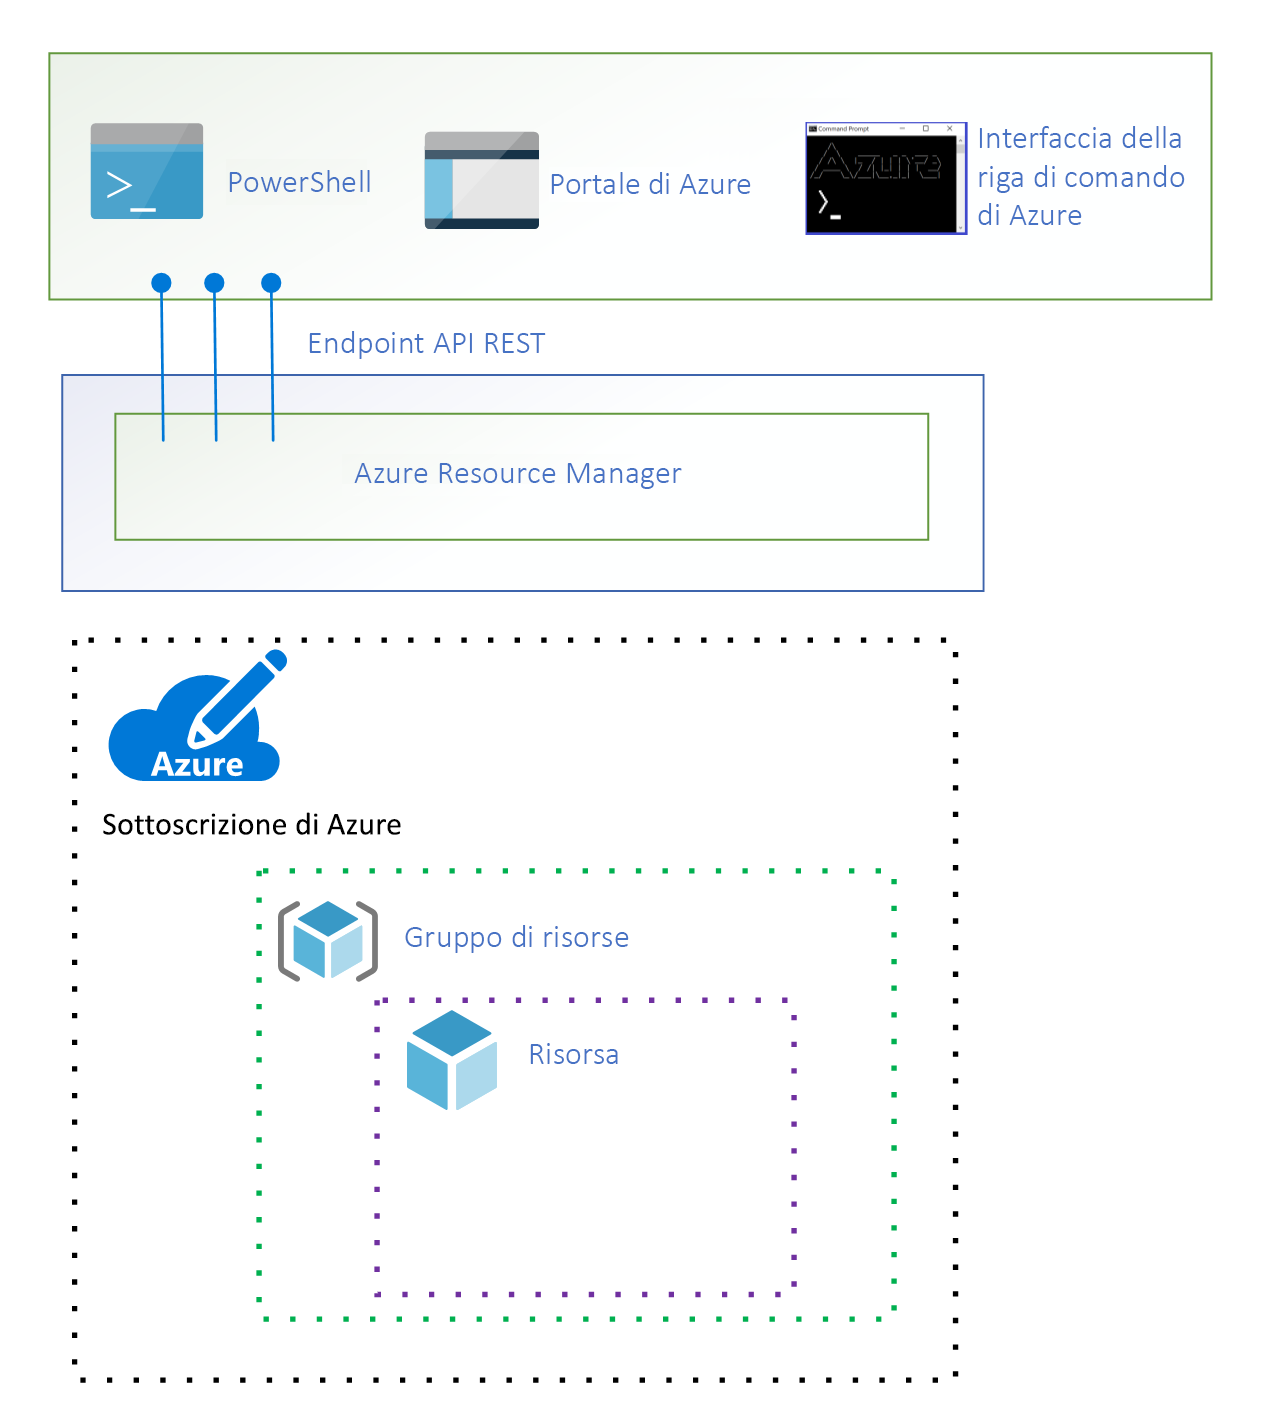 PowerShell
Portale di Azure
Command Prompt
AZURE
Interfaccia della
riga di comando
di Azure
Endpoint API REST
Azure Resource Manager
Azure
Sottoscrizione di Azure
Gruppo di risorse
Risorsa